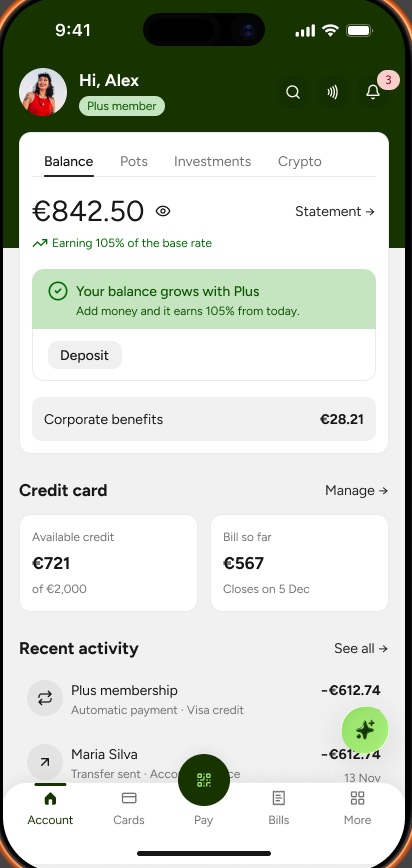 9:41
Hi, Alex
Plus member
3
Balance Pots Investments Crypto
€842.50
Statement →
Earning 105% of the base rate
Your balance grows with Plus
Add money and it earns 105% from today.
Deposit
Corporate benefits €28.21
Credit card Manage →
Available credit Bill so far
€721 €567
of €2,000 Closes on 5 Dec
Recent activity See all →
Plus membership -€612.74
Automatic payment · Visa credit
Maria Silva -€612.74
Transfer sent ·
13 Nov
Account Cards Pay Bills More